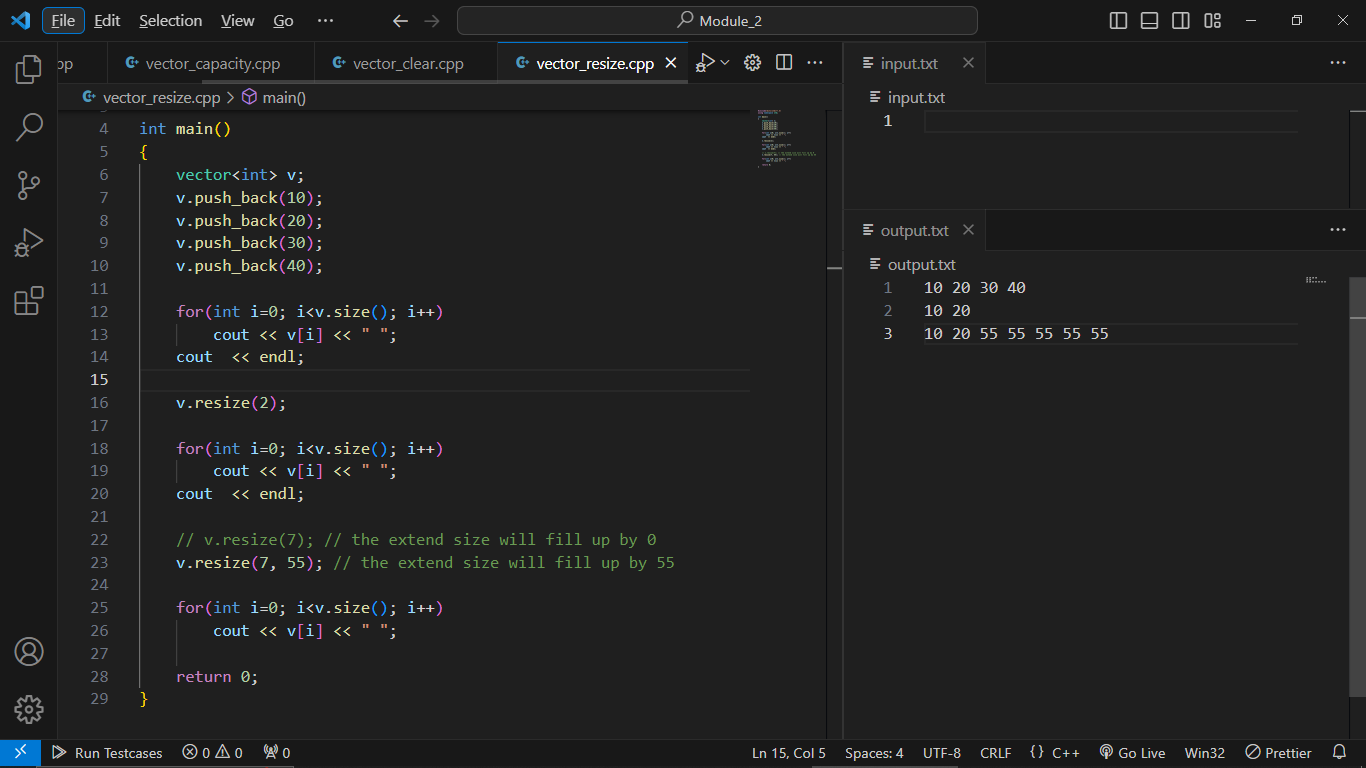 File Edit Selection View Go ··· Module_2
pp vector_capacity.cpp vector_clear.cpp vector_resize.cpp
vector_resize.cpp > main()
4 int main()
5 {
6 vector<int> v;
7 v.push_back(10);
8 v.push_back(20);
9 v.push_back(30);
10 v.push_back(40);
11
12 for(int i=0; i<v.size(); i++)
13 cout << v[i] << " ";
14 cout  << endl;
15
16 v.resize(2);
17
18 for(int i=0; i<v.size(); i++)
19 cout << v[i] << " ";
20 cout  << endl;
21
22 // v.resize(7); // the extend size will fill up by 0
23 v.resize(7, 55); // the extend size will fill up by 55
24
25 for(int i=0; i<v.size(); i++)
26 cout << v[i] << " ";
27
28 return 0;
29 }
input.txt
input.txt
1
output.txt
output.txt
1 10 20 30 40
2 10 20
3 10 20 55 55 55 55 55
Run Testcases 0 0 0 Ln 15, Col 5 Spaces: 4 UTF-8 CRLF {} C++ Go Live Win32 Prettier